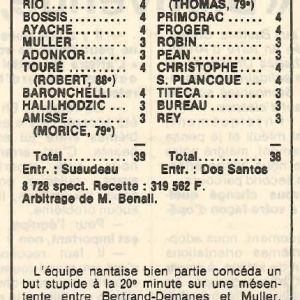 RIO ............ 4
(THOMAS, 79e)
BOSSIS ......... 4
PRIMORAC ... 4
AYACHE ....... 4
FROGER ....... 4
MULLER ....... 3
ROBIN ......... 3
ADONKOR .... 3
PEAN ........... 3
TOURÉ ......... 4
CHRISTOPHE . 4
(ROBERT, 88e)
S. PLANCQUE . 4
BARONCHELLI . 4
TITECA ........ 4
HALILHODZIC . 3
BUREAU ...... 3
AMISSE ........ 3
REY ............ 3
(MORICE, 79e)
Total.......... 39
Total.......... 38
Entr. : Suaudeau
Entr. : Dos Santos
8 728 spect. Recette : 319 582 F.
Arbitrage de M. Benali.
L'équipe nantaise bien partie concéda un
but stupide à la 20e minute sur une mésen-
tente entre Bertrand-Demanes et Muller.